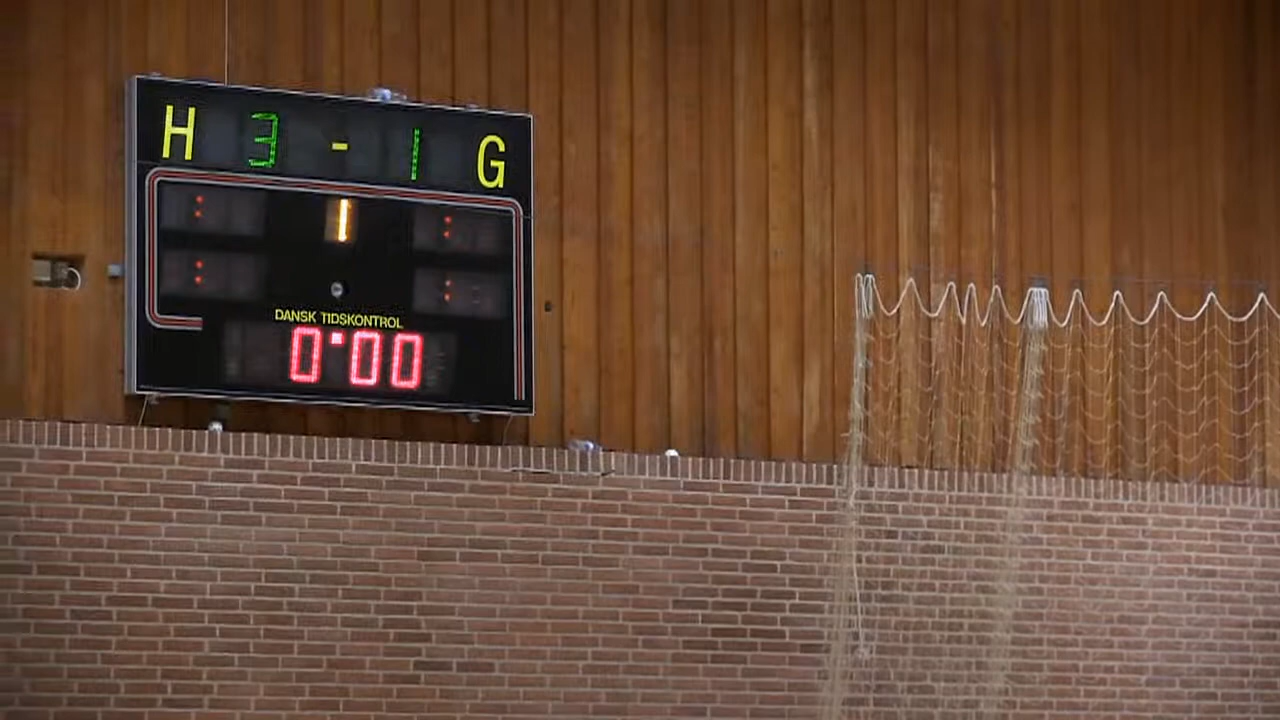 H 3 - 1 G
: 1 :
: :
DANSK TIDSKONTROL
0:00